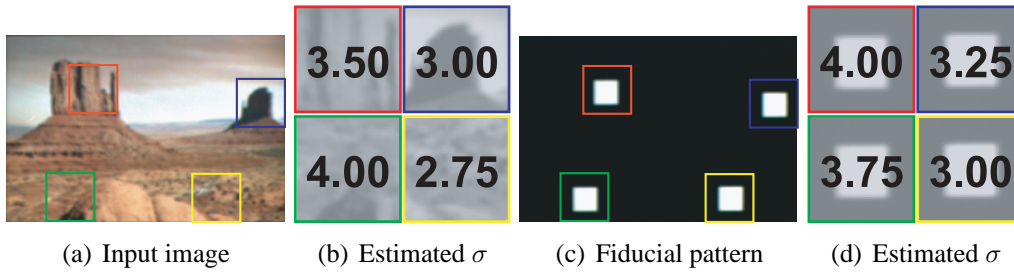 3.50 3.00
4.00 2.75
4.00 3.25
3.75 3.00
(a) Input image
(b) Estimated σ
(c) Fiducial pattern
(d) Estimated σ